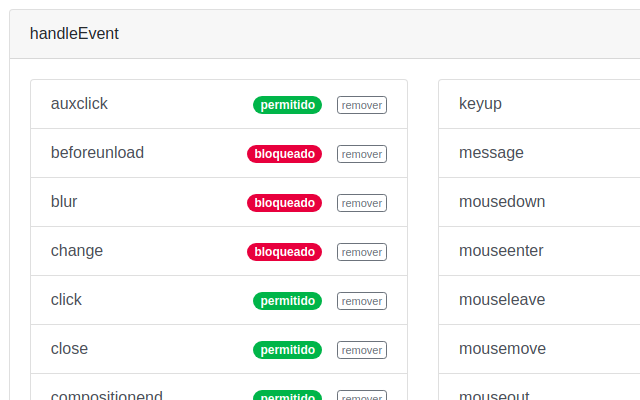 handleEvent
auxclick permitido remover
beforeunload bloqueado remover
blur bloqueado remover
change bloqueado remover
click permitido remover
close permitido remover
compositionend permitido remover
keyup
message
mousedown
mouseenter
mouseleave
mousemove
mouseout